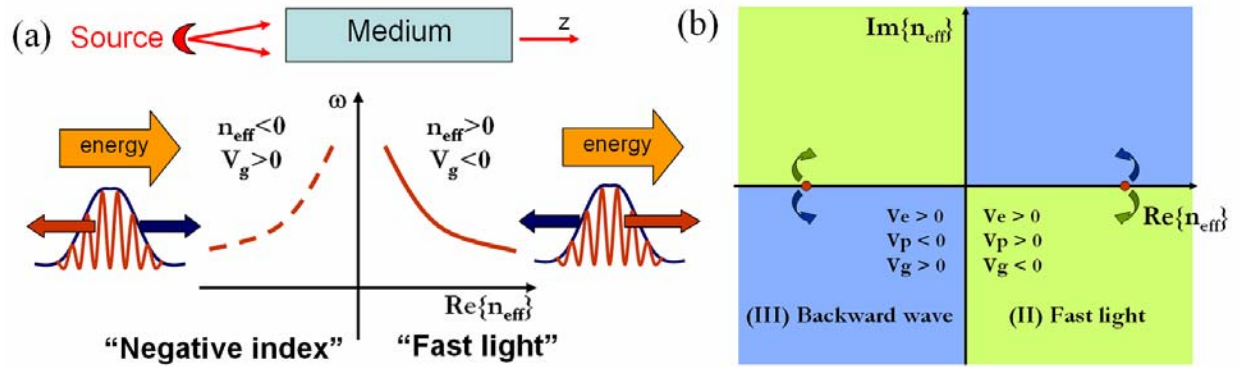 (a)
Source
Medium
z
ω
energy
n_eff<0
V_g>0
n_eff>0
V_g<0
energy
Re{n_eff}
“Negative index”
“Fast light”
(b)
Im{n_eff}
Re{n_eff}
Ve > 0
Vp < 0
Vg > 0
Ve > 0
Vp > 0
Vg < 0
(III) Backward wave
(II) Fast light